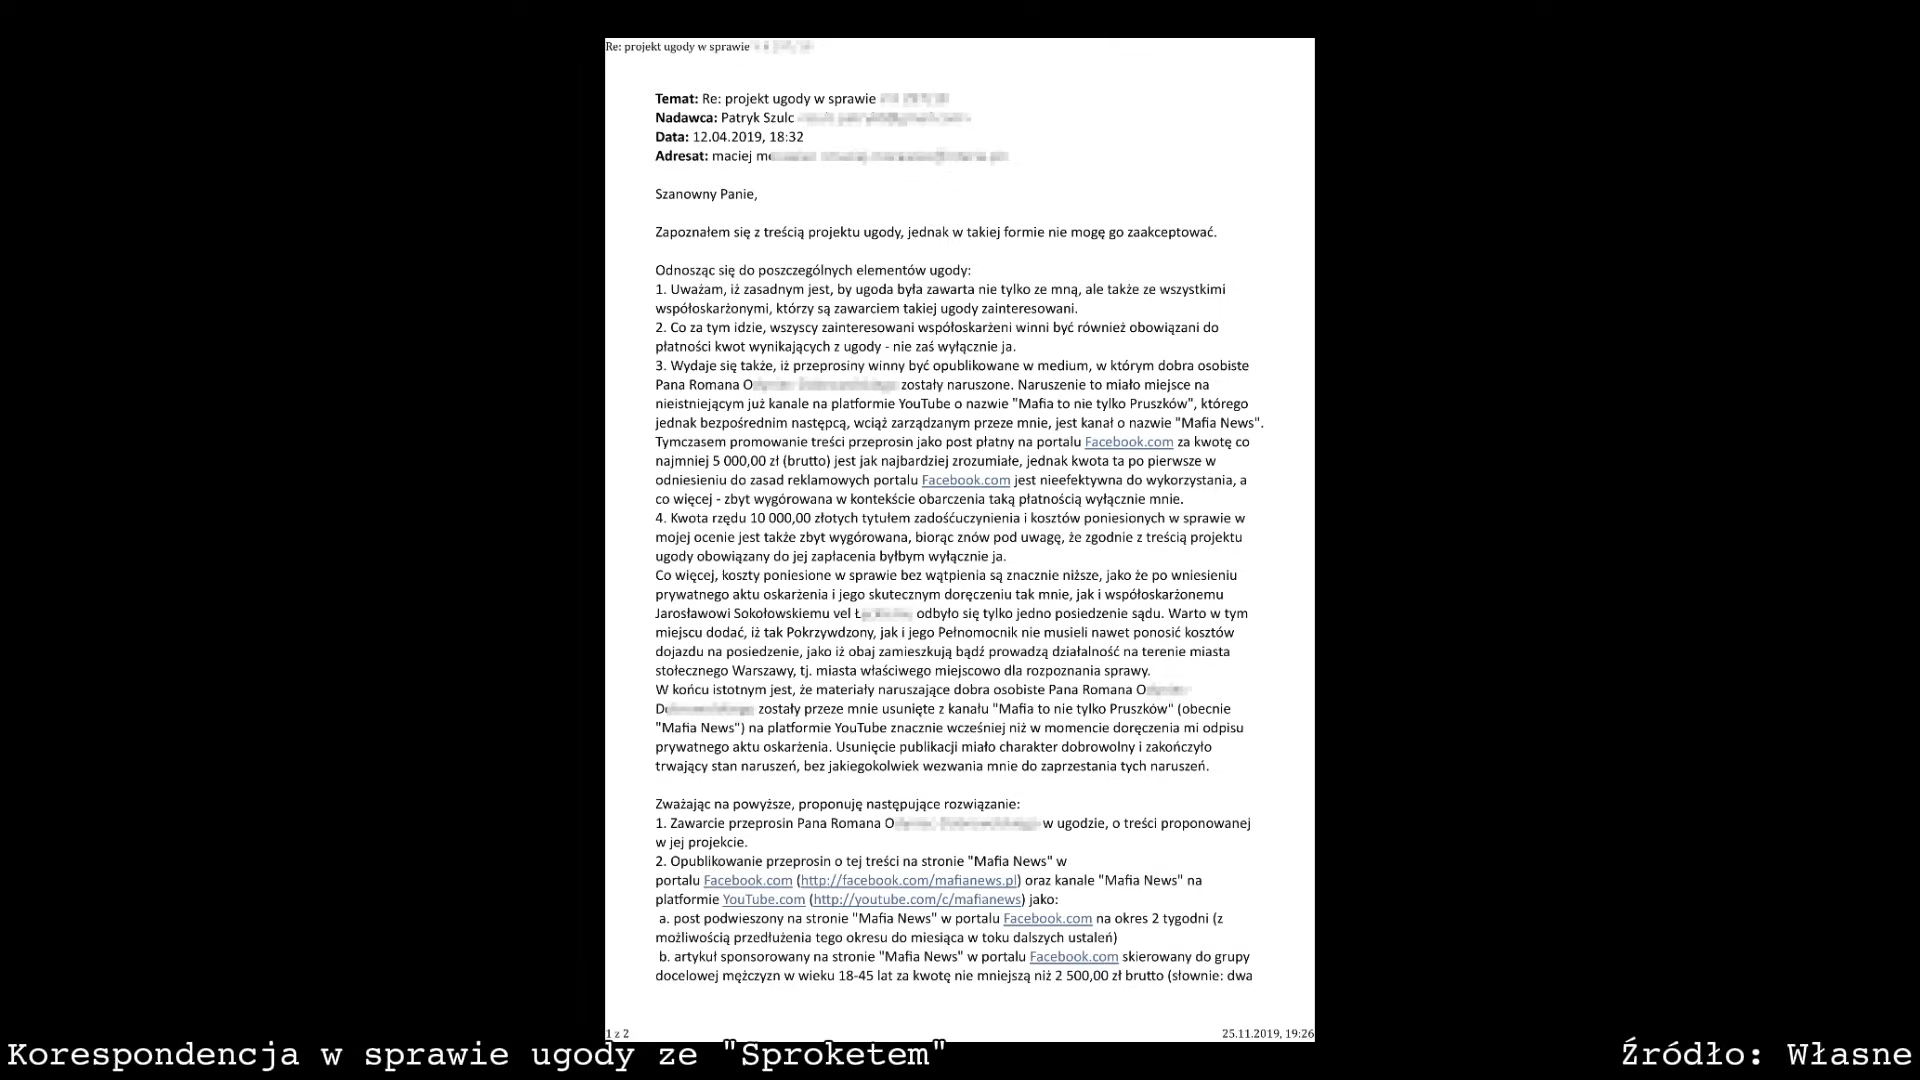 Re: projekt ugody w sprawie
Temat: Re: projekt ugody w sprawie
Nadawca: Patryk Szulc
Data: 12.04.2019, 18:32
Adresat: maciej
Szanowny Panie,
Zapoznałem się z treścią projektu ugody, jednak w takiej formie nie mogę go zaakceptować.
Odnosząc się do poszczególnych elementów ugody:
1. Uważam, iż zasadnym jest, by ugoda była zawarta nie tylko ze mną, ale także ze wszystkimi
współoskarżonymi, którzy są zawarciem takiej ugody zainteresowani.
2. Co za tym idzie, wszyscy zainteresowani współoskarżeni winni być również obowiązani do
płatności kwot wynikających z ugody - nie zaś wyłącznie ja.
3. Wydaje się także, iż przeprosiny winny być opublikowane w medium, w którym dobra osobiste
Pana Romana O zostały naruszone. Naruszenie to miało miejsce na
nieistniejącym już kanale na platformie YouTube o nazwie "Mafia to nie tylko Pruszków", którego
jednak bezpośrednim następcą, wciąż zarządzanym przeze mnie, jest kanał o nazwie "Mafia News".
Tymczasem promowanie treści przeprosin jako post płatny na portalu Facebook.com za kwotę co
najmniej 5 000,00 zł (brutto) jest jak najbardziej zrozumiałe, jednak kwota ta po pierwsze w
odniesieniu do zasad reklamowych portalu Facebook.com jest nieefektywna do wykorzystania, a
co więcej - zbyt wygórowana w kontekście obarczenia taką płatnością wyłącznie mnie.
4. Kwota rzędu 10 000,00 złotych tytułem zadośćuczynienia i kosztów poniesionych w sprawie w
mojej ocenie jest także zbyt wygórowana, biorąc znów pod uwagę, że zgodnie z treścią projektu
ugody obowiązany do jej zapłacenia byłbym wyłącznie ja.
Co więcej, koszty poniesione w sprawie bez wątpienia są znacznie niższe, jako że po wniesieniu
prywatnego aktu oskarżenia i jego skutecznym doręczeniu tak mnie, jak i współoskarżonemu
Jarosławowi Sokołowskiemu vel Ł odbyło się tylko jedno posiedzenie sądu. Warto w tym
miejscu dodać, iż tak Pokrzywdzony, jak i jego Pełnomocnik nie musieli nawet ponosić kosztów
dojazdu na posiedzenie, jako iż obaj zamieszkują bądź prowadzą działalność na terenie miasta
stołecznego Warszawy, tj. miasta właściwego miejscowo dla rozpoznania sprawy.
W końcu istotnym jest, że materiały naruszające dobra osobiste Pana Romana O
D zostały przeze mnie usunięte z kanału "Mafia to nie tylko Pruszków" (obecnie
"Mafia News") na platformie YouTube znacznie wcześniej niż w momencie doręczenia mi odpisu
prywatnego aktu oskarżenia. Usunięcie publikacji miało charakter dobrowolny i zakończyło
trwający stan naruszeń, bez jakiegokolwiek wezwania mnie do zaprzestania tych naruszeń.
Zważając na powyższe, proponuję następujące rozwiązanie:
1. Zawarcie przeprosin Pana Romana O w ugodzie, o treści proponowanej
w jej projekcie.
2. Opublikowanie przeprosin o tej treści na stronie "Mafia News" w
portalu Facebook.com (http://facebook.com/mafianews.pl) oraz kanale "Mafia News" na
platformie YouTube.com (http://youtube.com/c/mafianews) jako:
a. post podwieszony na stronie "Mafia News" w portalu Facebook.com na okres 2 tygodni (z
możliwością przedłużenia tego okresu do miesiąca w toku dalszych ustaleń)
b. artykuł sponsorowany na stronie "Mafia News" w portalu Facebook.com skierowany do grupy
docelowej mężczyzn w wieku 18-45 lat za kwotę nie mniejszą niż 2 500,00 zł brutto (słownie: dwa
1 z 2
25.11.2019, 19:26
Korespondencja w sprawie ugody ze "Sproketem"
Źródło: Własne